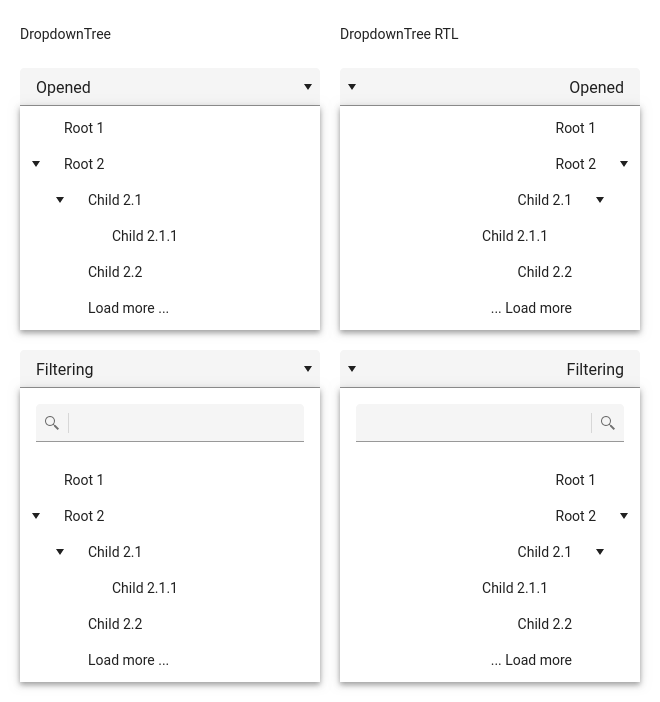 DropdownTree
DropdownTree RTL
Opened
Root 1
Root 2
Child 2.1
Child 2.1.1
Child 2.2
Load more ...
Opened
Root 1
Root 2
Child 2.1
Child 2.1.1
Child 2.2
... Load more
Filtering
Root 1
Root 2
Child 2.1
Child 2.1.1
Child 2.2
Load more ...
Filtering
Root 1
Root 2
Child 2.1
Child 2.1.1
Child 2.2
... Load more